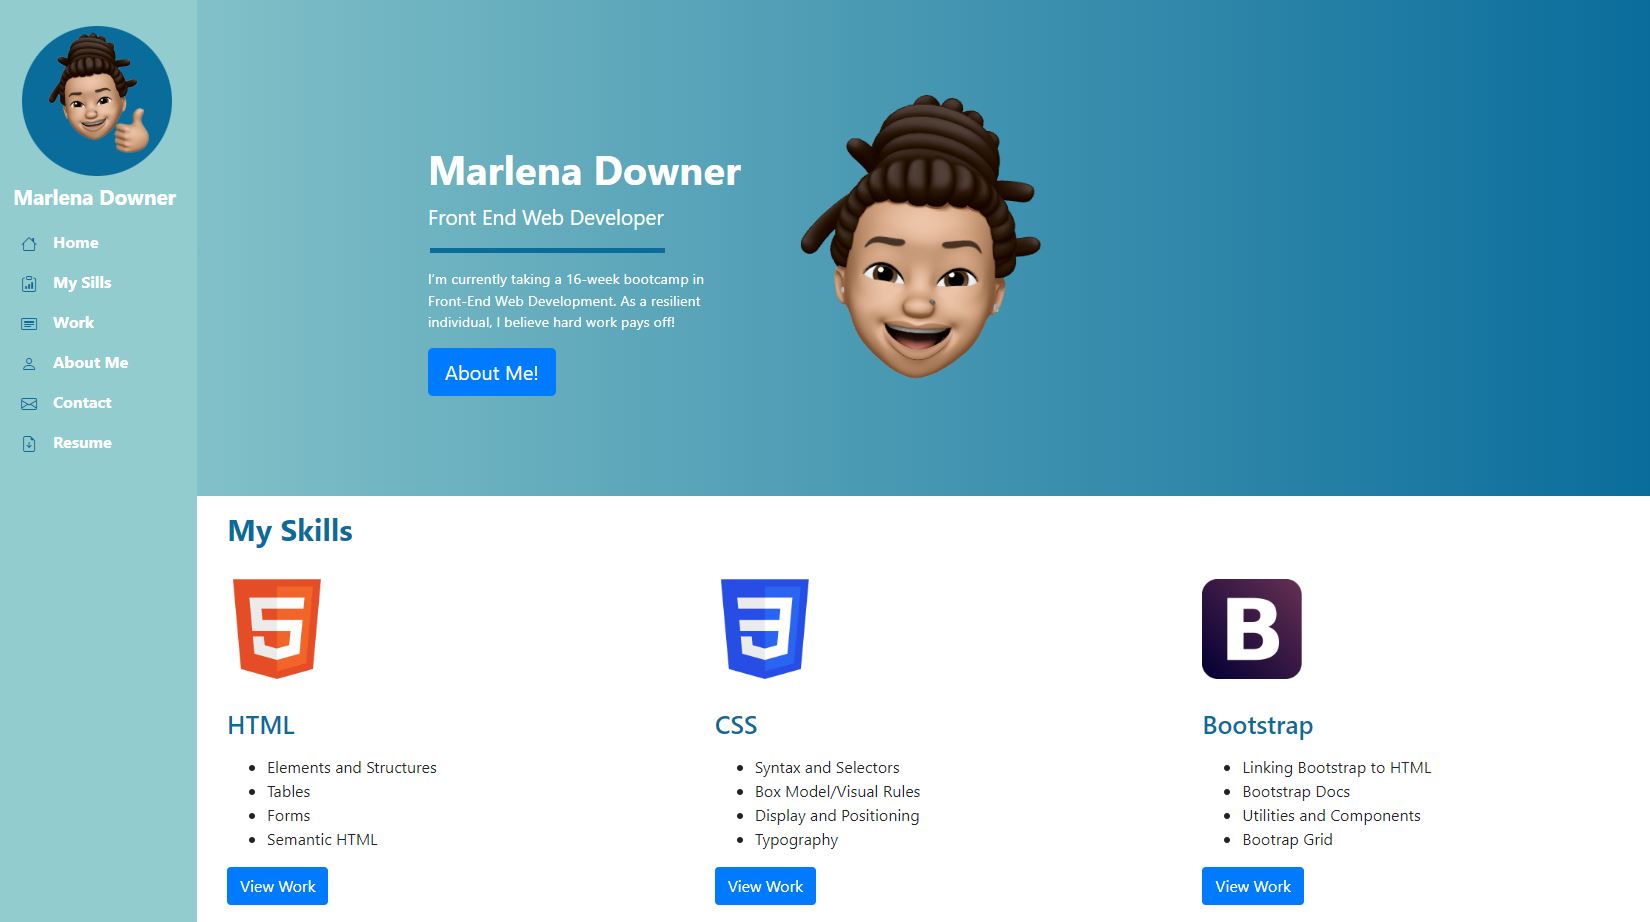 Marlena Downer
Home
My Sills
Work
About Me
Contact
Resume
Marlena Downer
Front End Web Developer
I'm currently taking a 16-week bootcamp in
Front-End Web Development. As a resilient
individual, I believe hard work pays off!
About Me!
My Skills
5
HTML
Elements and Structures
Tables
Forms
Semantic HTML
View Work
3
CSS
Syntax and Selectors
Box Model/Visual Rules
Display and Positioning
Typography
View Work
B
Bootstrap
Linking Bootstrap to HTML
Bootstrap Docs
Utilities and Components
Bootrap Grid
View Work